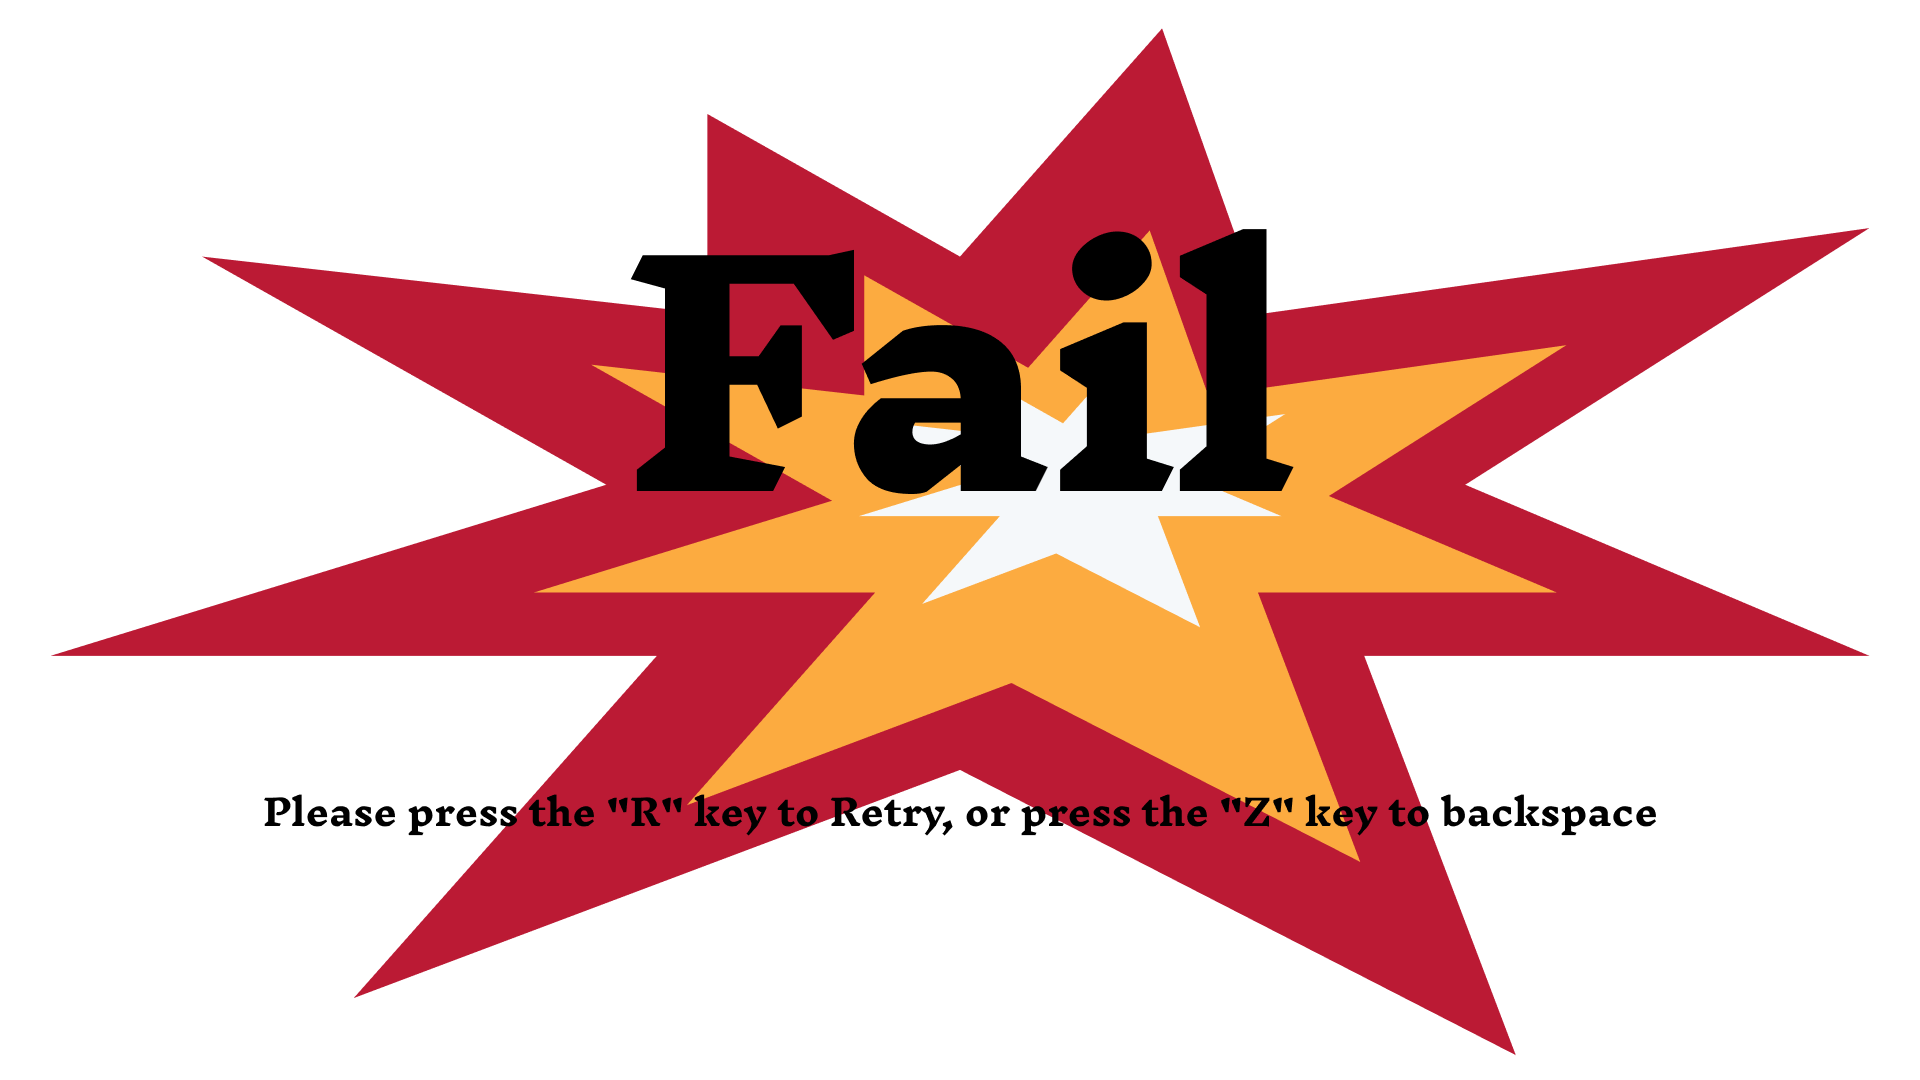 Fail
Please press the "R" key to Retry, or press the "Z" key to backspace